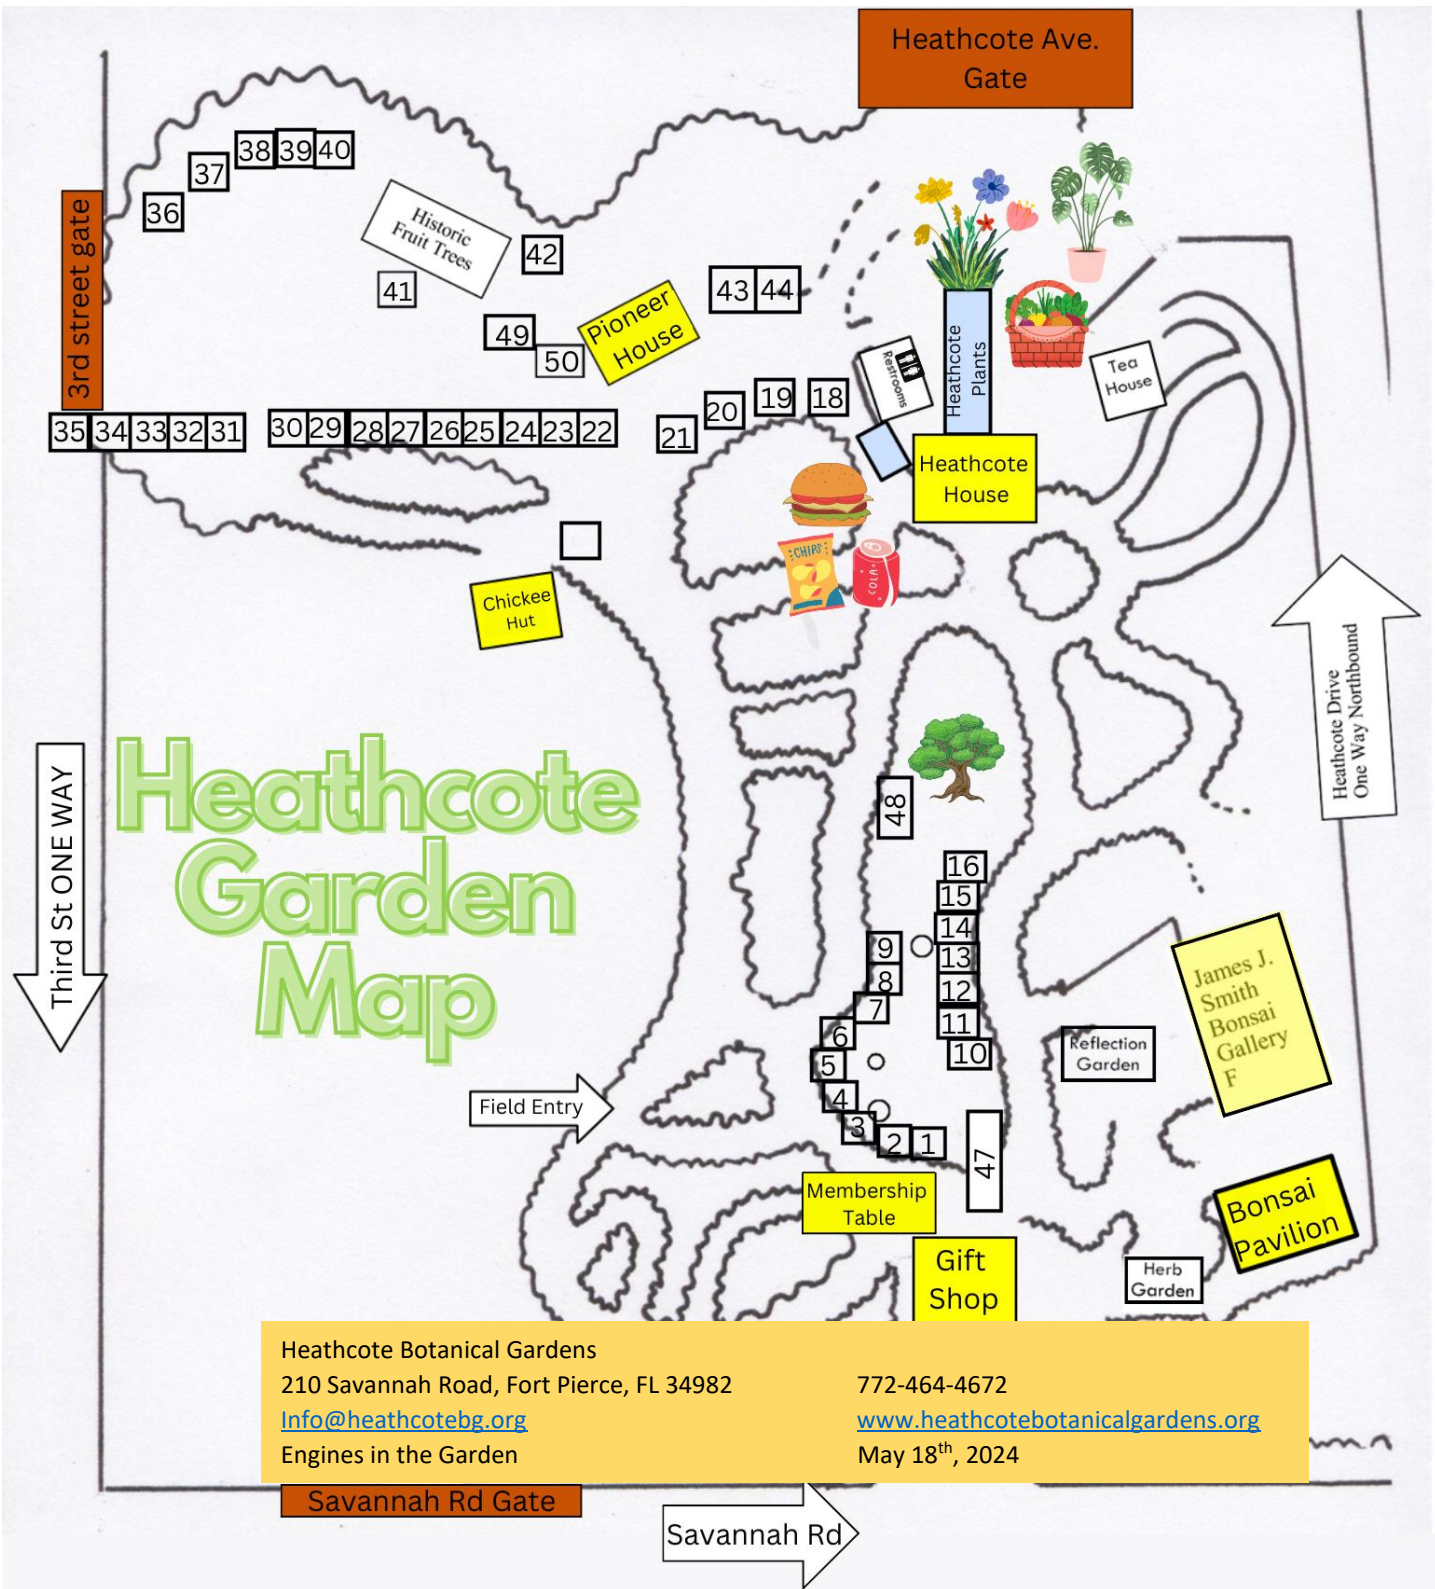 Heathcote Ave.
Gate
38 39 40
37
36
3rd street gate
Historic
Fruit Trees
42
41
43 44
49
50
Pioneer
House
Restrooms
Heathcote
Plants
Tea
House
35 34 33 32 31
30 29 28 27 26 25 24 23 22
21
20
19
18
CHIPS
COLA
Heathcote
House
Chickee
Hut
Heathcote Drive
One Way Northbound
Third St ONE WAY
Heathcote
Garden
Map
48
16
15
14
13
12
11
10
9
8
7
6
5
4
3
2
1
47
Reflection
Garden
James J.
Smith
Bonsai
Gallery
F
Field Entry
Membership
Table
Gift
Shop
Bonsai
Pavilion
Herb
Garden
Heathcote Botanical Gardens
210 Savannah Road, Fort Pierce, FL 34982 772-464-4672
Info@heathcotebg.org www.heathcotebotanicalgardens.org
Engines in the Garden May 18th, 2024
Savannah Rd Gate
Savannah Rd